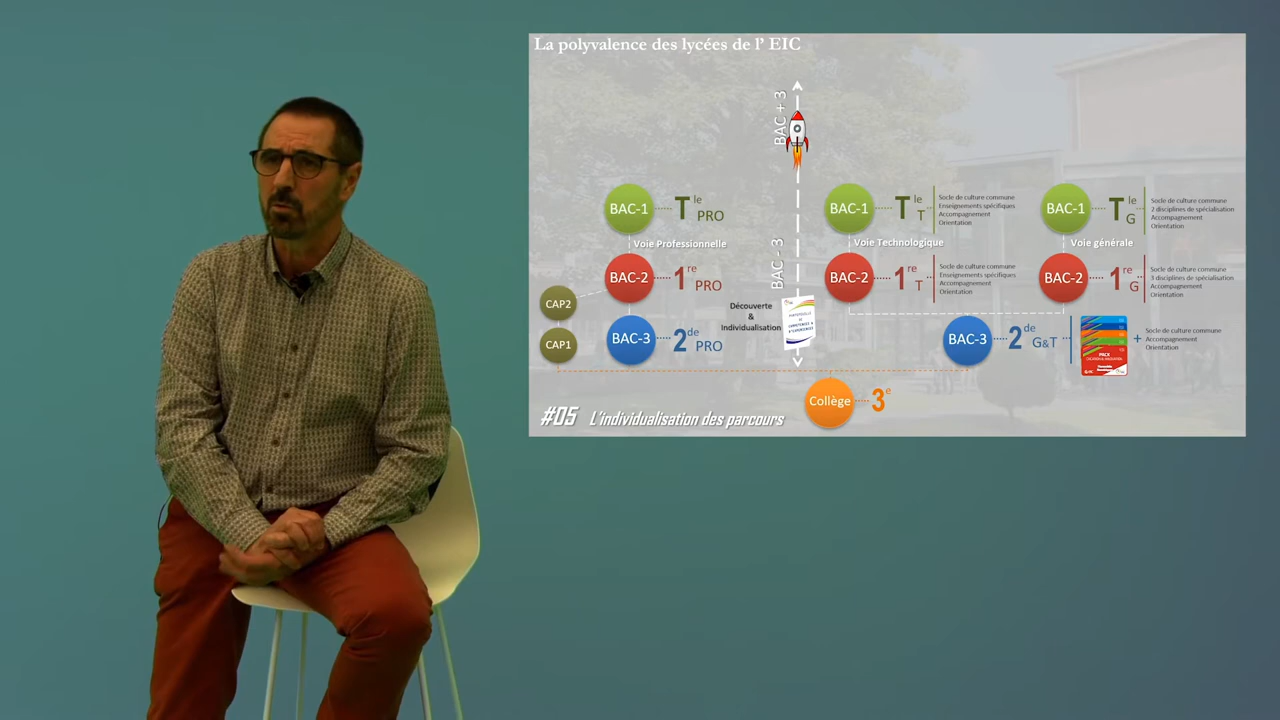 La polyvalence des lycées de l' EIC
BAC + 3
BAC-1
T le PRO
BAC-1
T le T
Socle de culture commune
Enseignements spécifiques
Accompagnement
Orientation
BAC-1
T le G
Socle de culture commune
2 disciplines de spécialisation
Accompagnement
Orientation
Voie Professionnelle
BAC - 3
Voie Technologique
Voie générale
BAC-2
1 re PRO
BAC-2
1 re T
Socle de culture commune
Enseignements spécifiques
Accompagnement
Orientation
BAC-2
1 re G
Socle de culture commune
3 disciplines de spécialisation
Accompagnement
Orientation
CAP2
Découverte
&
Individualisation
CAP1
BAC-3
2 de PRO
BAC-3
2 de G&T
PACK
+
Socle de culture commune
Accompagnement
Orientation
Collège
3 e
#05 L'individualisation des parcours